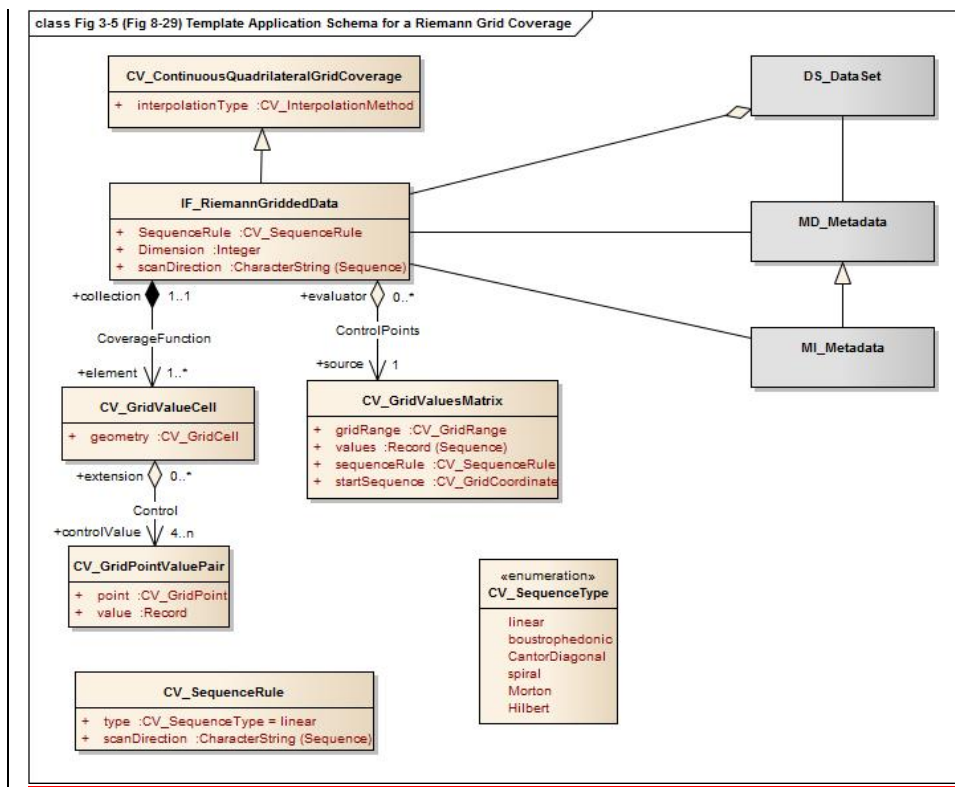 class Fig 3-5 (Fig 8-29) Template Application Schema for a Riemann Grid Coverage
CV_ContinuousQuadrilateralGridCoverage
+ interpolationType :CV_InterpolationMethod
DS_DataSet
IF_RiemannGriddedData
+ SequenceRule :CV_SequenceRule
+ Dimension :Integer
+ scanDirection :CharacterString (Sequence)
MD_Metadata
MI_Metadata
+collection 1..1
CoverageFunction
+element 1..*
+evaluator 0..*
ControlPoints
+source 1
CV_GridValueCell
+ geometry :CV_GridCell
CV_GridValuesMatrix
+ gridRange :CV_GridRange
+ values :Record (Sequence)
+ sequenceRule :CV_SequenceRule
+ startSequence :CV_GridCoordinate
+extension 0..*
Control
+controlValue 4..n
CV_GridPointValuePair
+ point :CV_GridPoint
+ value :Record
«enumeration»
CV_SequenceType
linear
boustrophedonic
CantorDiagonal
spiral
Morton
Hilbert
CV_SequenceRule
+ type :CV_SequenceType = linear
+ scanDirection :CharacterString (Sequence)